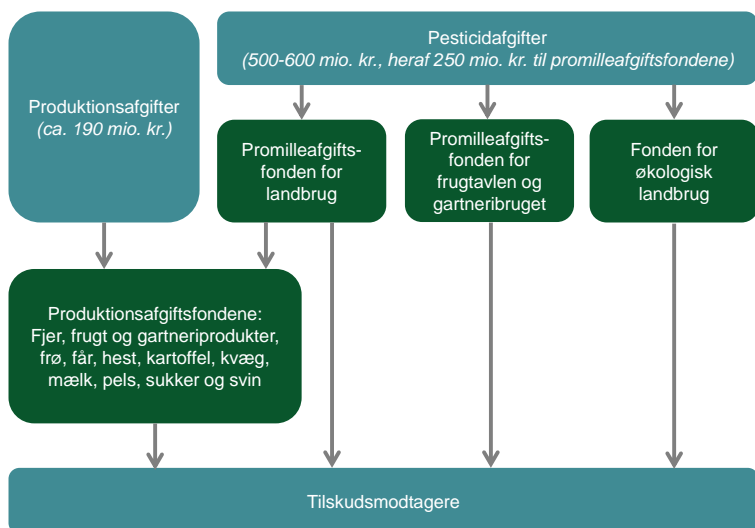 Pesticidafgifter
(500-600 mio. kr., heraf 250 mio. kr. til promilleafgiftsfondene)
Produktionsafgifter
(ca. 190 mio. kr.)
Promilleafgifts-
fonden for
landbrug
Promilleafgifts-
fonden for
frugtavlen og
gartneribruget
Fonden for
økologisk
landbrug
Produktionsafgiftsfondene:
Fjer, frugt og gartneriprodukter,
frø, får, hest, kartoffel, kvæg,
mælk, pels, sukker og svin
Tilskudsmodtagere